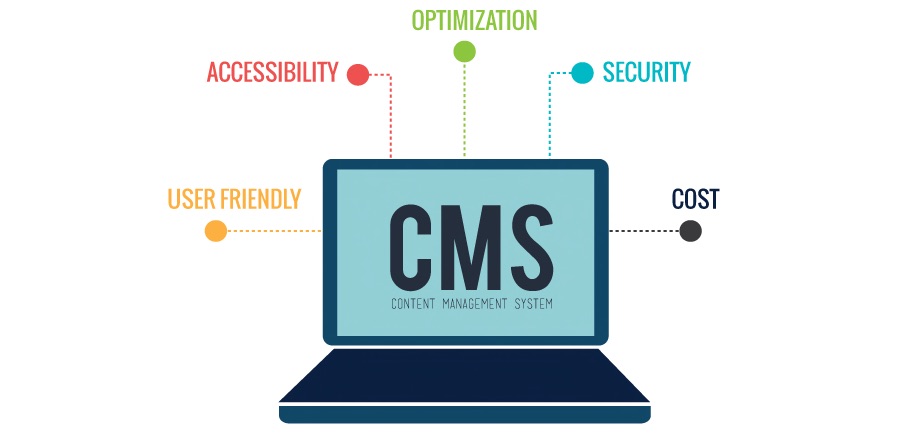 OPTIMIZATION
ACCESSIBILITY
SECURITY
USER FRIENDLY
COST
CMS
CONTENT MANAGEMENT SYSTEM